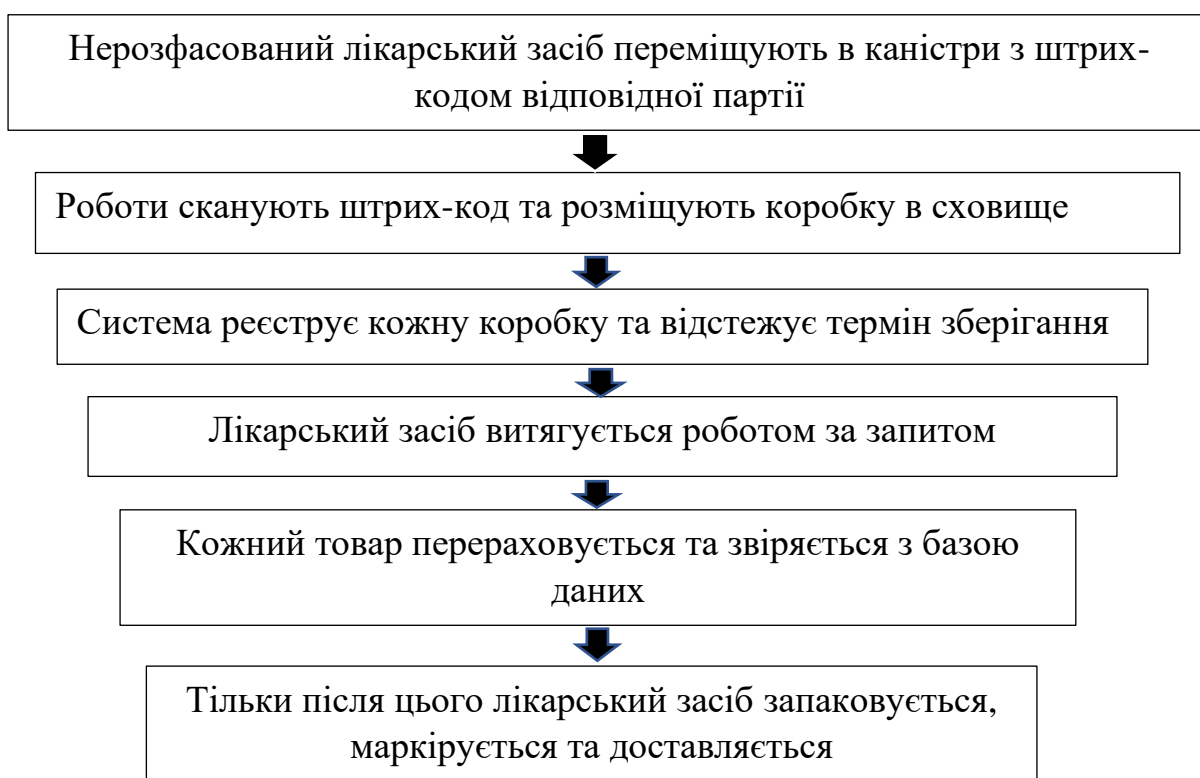 Нерозфасований лікарський засіб переміщують в каністри з штрих-
кодом відповідної партії
Роботи сканують штрих-код та розміщують коробку в сховище
Система реєструє кожну коробку та відстежує термін зберігання
Лікарський засіб витягується роботом за запитом
Кожний товар перераховується та звіряється з базою
даних
Тільки після цього лікарський засіб запаковується,
маркірується та доставляється